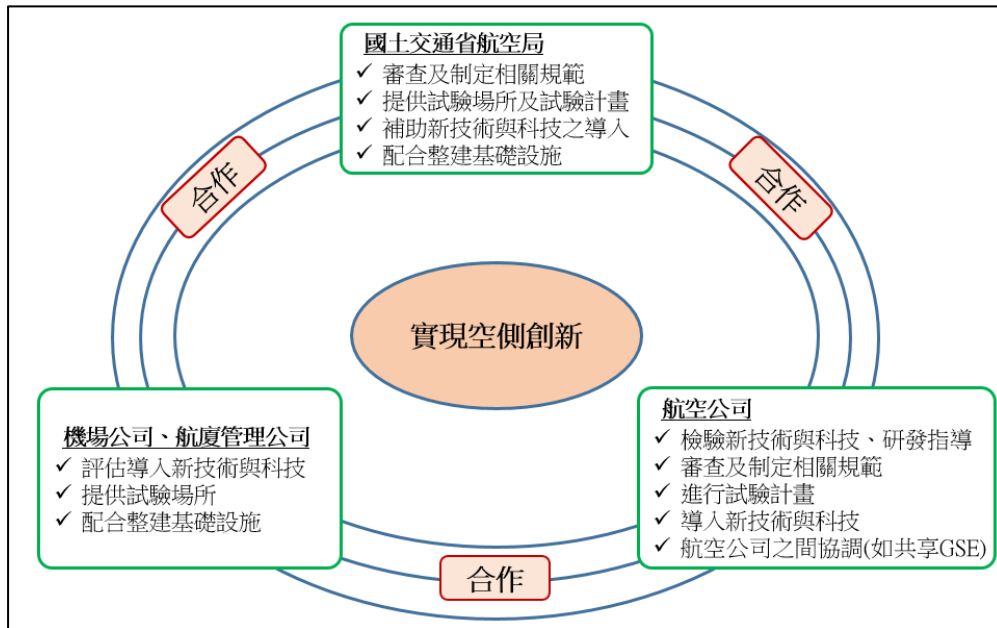 國土交通省航空局
✓ 審查及制定相關規範
✓ 提供試驗場所及試驗計畫
✓ 補助新技術與科技之導入
✓ 配合整建基礎設施
合作
合作
實現空側創新
機場公司、航廈管理公司
✓ 評估導入新技術與科技
✓ 提供試驗場所
✓ 配合整建基礎設施
航空公司
✓ 檢驗新技術與科技、研發指導
✓ 審查及制定相關規範
✓ 進行試驗計畫
✓ 導入新技術與科技
✓ 航空公司之間協調(如共享GSE)
合作